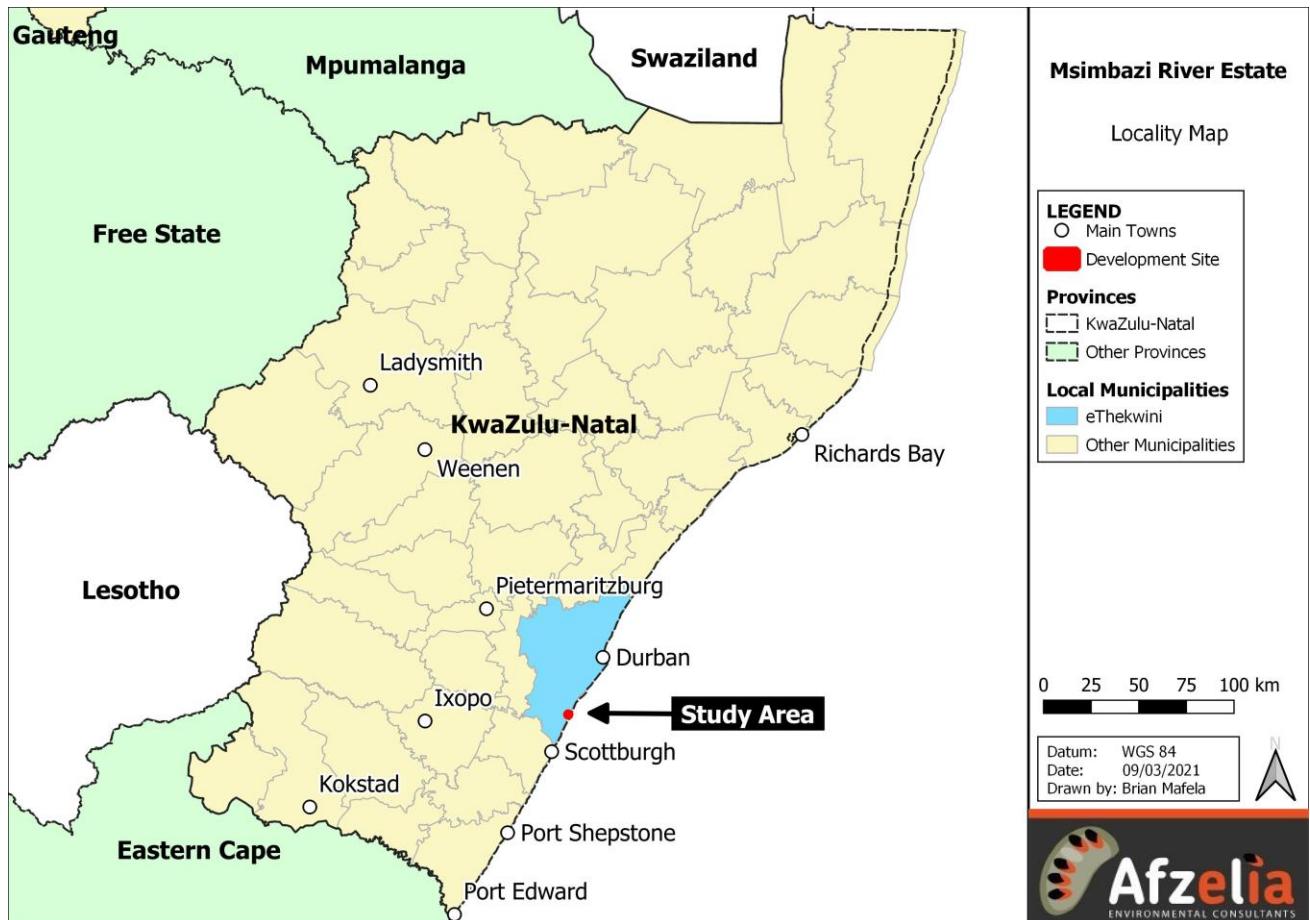 Gauteng
Mpumalanga
Swaziland
Free State
Ladysmith
KwaZulu-Natal
Weenen
Richards Bay
Lesotho
Pietermaritzburg
Durban
Ixopo
Study Area
Scottburgh
Kokstad
Port Shepstone
Eastern Cape
Port Edward
Msimbazi River Estate
Locality Map
LEGEND
Main Towns
Development Site
Provinces
KwaZulu-Natal
Other Provinces
Local Municipalities
eThekwini
Other Municipalities
0 25 50 75 100 km
Datum: WGS 84
Date: 09/03/2021
Drawn by: Brian Mafela
N
Afzelia
ENVIRONMENTAL CONSULTANTS